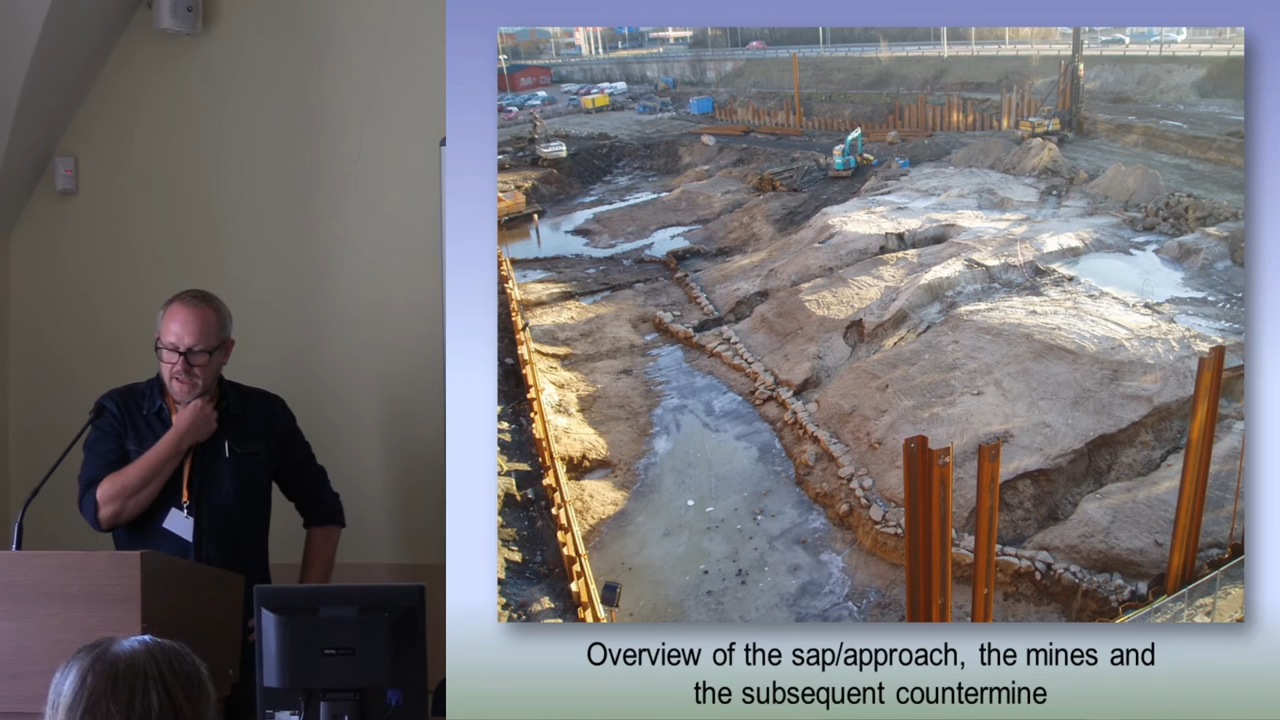 Overview of the sap/approach, the mines and
the subsequent countermine